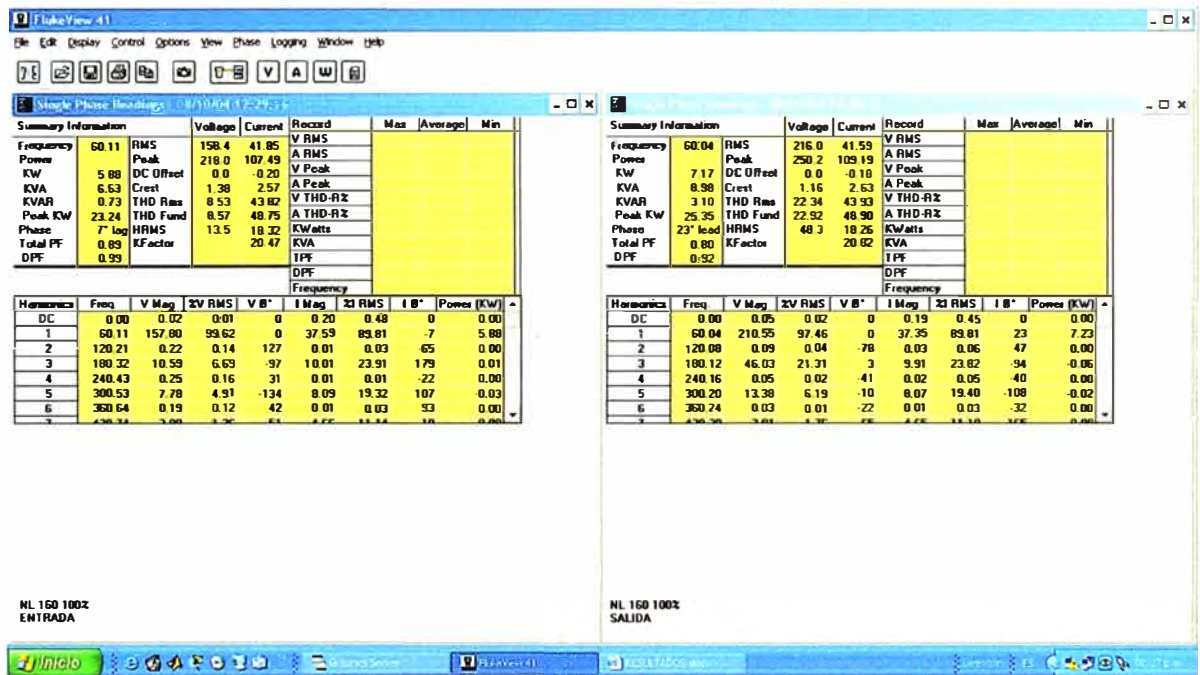 FlukeView 41
File Edit Display Control Options View Phase Logging Window Help
V A W
Single Phase Readings
Summary Information Voltage Current Record Max Average Min
Frequency 60.11 RMS 158.4 41.85 V RMS
Power Peak 218.0 107.49 A RMS
KW 5.88 DC Offset 0.0 -0.20 V Peak
KVA 6.63 Crest 1.38 2.57 A Peak
KVAR 0.73 THD Rms 8.53 43.82 V THD-R%
Peak KW 23.24 THD Fund 8.57 48.75 A THD-R%
Phase 7° lag HRMS 13.5 18.32 KWatts
Total PF 0.89 KFactor 20.47 KVA
DPF 0.99 TPF
DPF
Frequency
Harmonics Freq. V Mag %V RMS V Ø° I Mag %I RMS I Ø° Power (KW)
DC 0.00 0.02 0.01 0 0.20 0.48 0 0.00
1 60.11 157.80 99.62 0 37.59 89.81 -7 5.88
2 120.21 0.22 0.14 127 0.01 0.03 -65 0.00
3 180.32 10.59 6.69 -97 10.01 23.91 179 0.01
4 240.43 0.25 0.16 31 0.01 0.01 -22 0.00
5 300.53 7.78 4.91 -134 8.09 19.32 107 -0.03
6 360.64 0.19 0.12 42 0.01 0.03 93 0.00
NL 160 100%
ENTRADA
Summary Information Voltage Current Record Max Average Min
Frequency 60.04 RMS 216.0 41.59 V RMS
Power Peak 250.2 109.19 A RMS
KW 7.17 DC Offset 0.0 -0.18 V Peak
KVA 8.98 Crest 1.16 2.63 A Peak
KVAR 3.10 THD Rms 22.34 43.93 V THD-R%
Peak KW 25.35 THD Fund 22.92 48.90 A THD-R%
Phase 23° lead HRMS 48.3 18.26 KWatts
Total PF 0.80 KFactor 20.82 KVA
DPF 0.92 TPF
DPF
Frequency
Harmonics Freq. V Mag %V RMS V Ø° I Mag %I RMS I Ø° Power (KW)
DC 0.00 0.05 0.02 0 0.19 0.45 0 0.00
1 60.04 210.55 97.46 0 37.35 89.81 23 7.23
2 120.08 0.09 0.04 -78 0.03 0.06 47 0.00
3 180.12 46.03 21.31 3 9.91 23.82 -94 -0.06
4 240.16 0.05 0.02 -41 0.02 0.05 -40 0.00
5 300.20 13.38 6.19 -10 8.07 19.40 -108 -0.02
6 360.24 0.03 0.01 -22 0.01 0.03 -32 0.00
NL 160 100%
SALIDA
Inicio FlukeView 41 ES